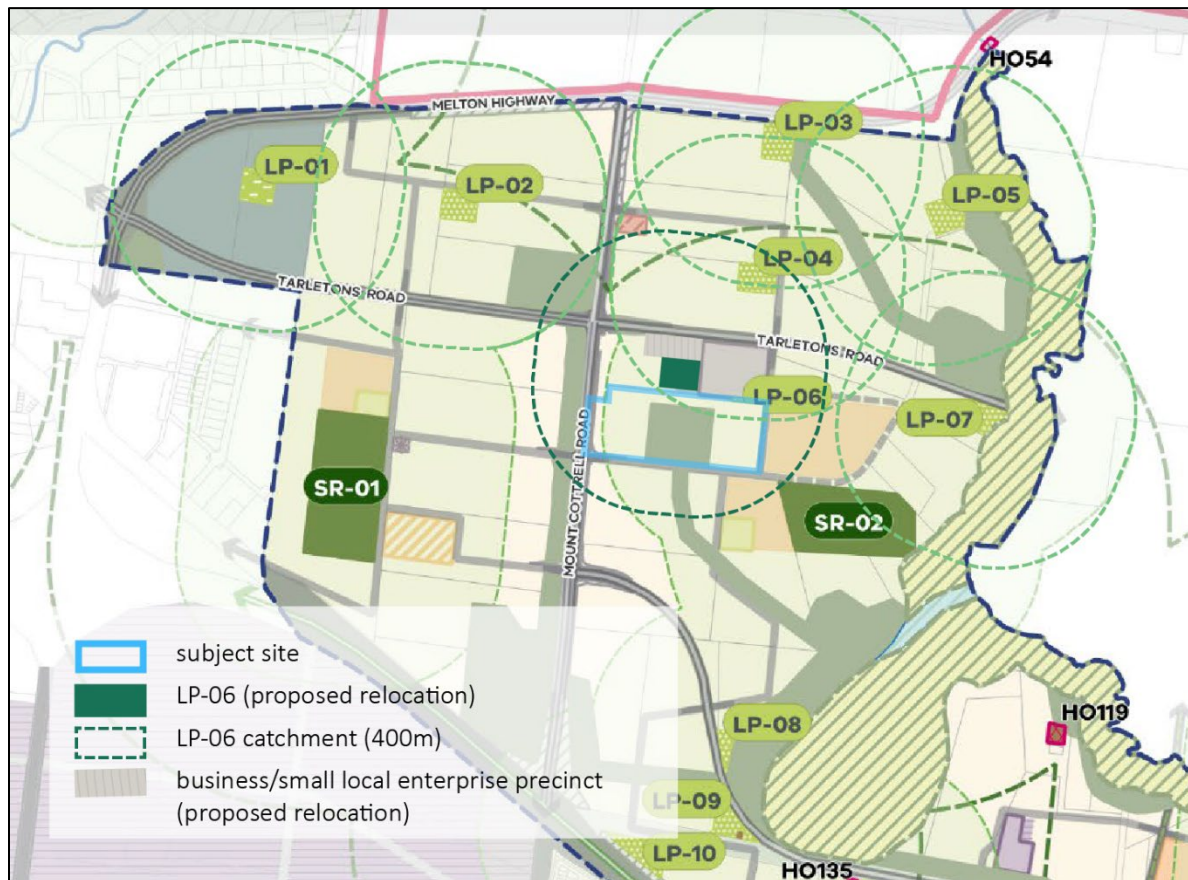 HO54
MELTON HIGHWAY
LP-03
LP-01
LP-02
LP-05
LP-04
TARLETONS ROAD
TARLETONS ROAD
LP-06
LP-07
MOUNT COTTRELL ROAD
SR-01
SR-02
subject site
LP-06 (proposed relocation)
LP-06 catchment (400m)
business/small local enterprise precinct
(proposed relocation)
LP-08
HO119
LP-09
LP-10
HO135